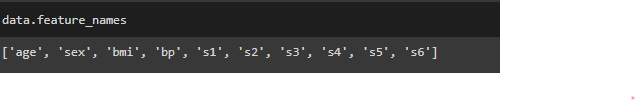 data.feature_names
['age', 'sex', 'bmi', 'bp', 's1', 's2', 's3', 's4', 's5', 's6']